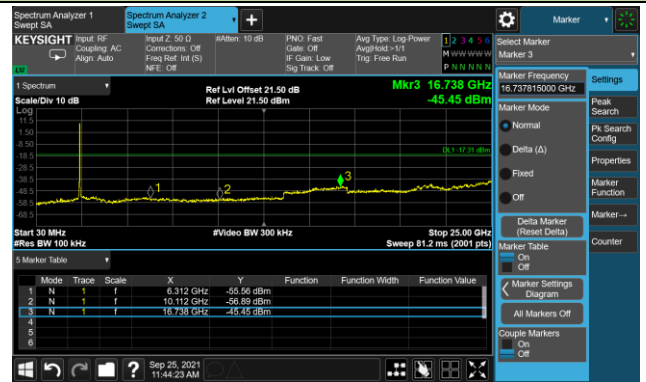 Spectrum Analyzer 1
Swept SA
Spectrum Analyzer 2
Swept SA
Marker
KEYSIGHT
Input: RF
Coupling: AC
Align: Auto
Input Z: 50 Ω
Corrections: Off
Freq Ref: Int (S)
NFE: Off
#Atten: 10 dB
PNO: Fast
Gate: Off
IF Gain: Low
Sig Track: Off
Avg Type: Log-Power
Avg|Hold:>1/1
Trig: Free Run
1 2 3 4 5 6
M W W W W W
P N N N N N
Select Marker
Marker 3
1 Spectrum
Scale/Div 10 dB
Ref Lvl Offset 21.50 dB
Ref Level 21.50 dBm
Mkr3 16.738 GHz
-45.45 dBm
Log
11.5
1.50
-8.50
-18.5
-28.5
-38.5
-48.5
-58.5
-68.5
DL1 -17.31 dBm
1
2
3
Start 30 MHz
#Res BW 100 kHz
#Video BW 300 kHz
Stop 25.00 GHz
Sweep 81.2 ms (2001 pts)
5 Marker Table
Mode Trace Scale X Y Function Function Width Function Value
1 N 1 f 6.312 GHz -55.56 dBm
2 N 1 f 10.112 GHz -56.89 dBm
3 N 1 f 16.738 GHz -45.45 dBm
4
5
6
Marker Frequency
16.737815000 GHz
Marker Mode
Normal
Delta (Δ)
Fixed
Off
Delta Marker
(Reset Delta)
Marker Table
On
Off
Marker Settings
Diagram
All Markers Off
Couple Markers
On
Off
Settings
Peak
Search
Pk Search
Config
Properties
Marker
Function
Marker→
Counter
?
Sep 25, 2021
11:44:23 AM